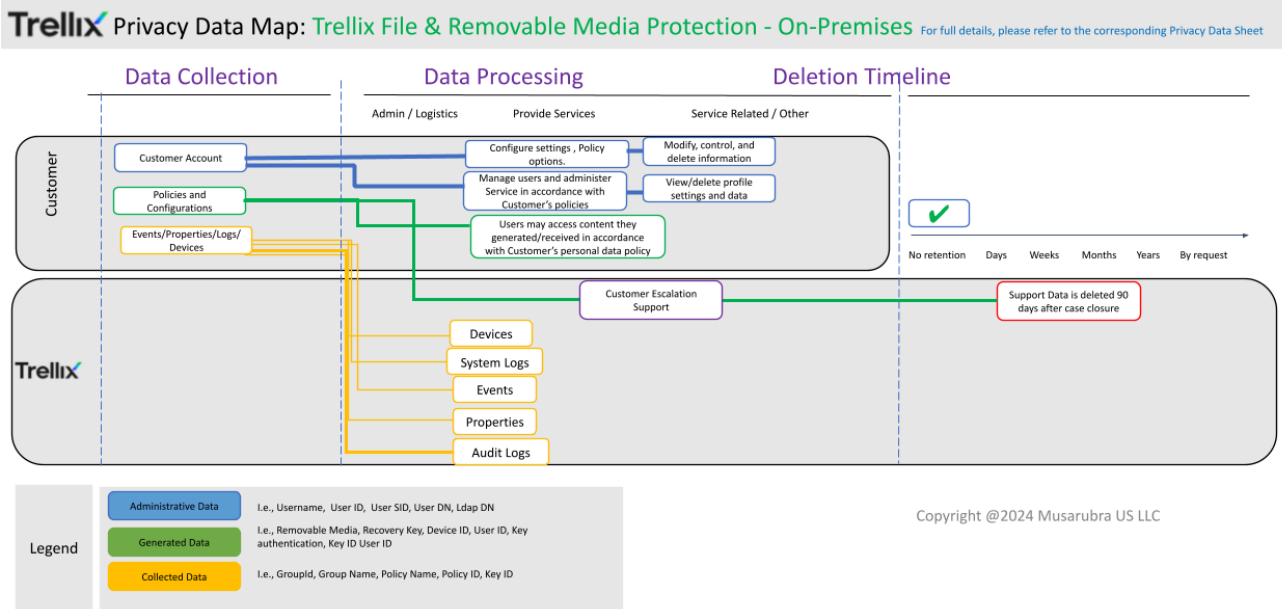 Trellix Privacy Data Map: Trellix File & Removable Media Protection - On-Premises For full details, please refer to the corresponding Privacy Data Sheet
Data Collection
Data Processing
Deletion Timeline
Admin / Logistics
Provide Services
Service Related / Other
Customer
Customer Account
Configure settings , Policy
options.
Modify, control, and
delete information
Manage users and administer
Service in accordance with
Customer's policies
View/delete profile
settings and data
Policies and
Configurations
Users may access content they
generated/received in accordance
with Customer's personal data policy
Events/Properties/Logs/
Devices
No retention
Days
Weeks
Months
Years
By request
Trellix
Customer Escalation
Support
Support Data is deleted 90
days after case closure
Devices
System Logs
Events
Properties
Audit Logs
Legend
Administrative Data
I.e., Username, User ID, User SID, User DN, Ldap DN
Generated Data
I.e., Removable Media, Recovery Key, Device ID, User ID, Key
authentication, Key ID User ID
Collected Data
I.e., GroupId, Group Name, Policy Name, Policy ID, Key ID
Copyright @2024 Musarubra US LLC